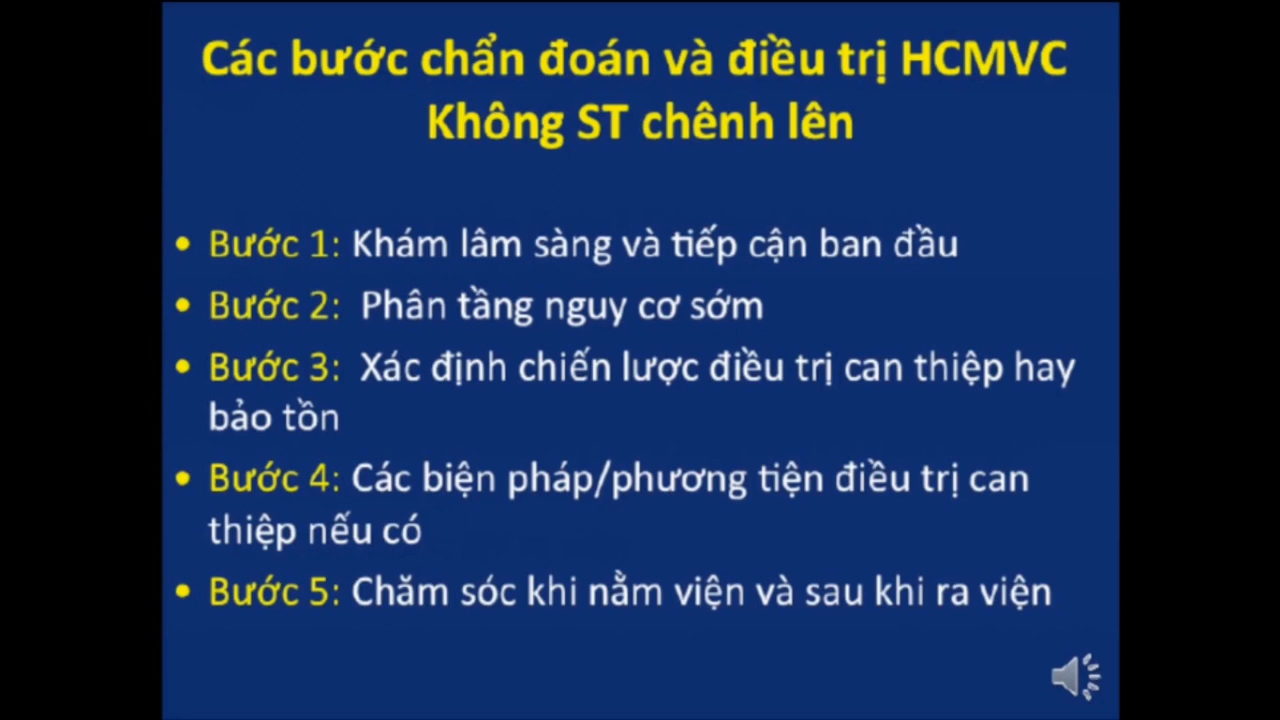 Các bước chẩn đoán và điều trị HCMVC
Không ST chênh lên
• Bước 1: Khám lâm sàng và tiếp cận ban đầu
• Bước 2: Phân tầng nguy cơ sớm
• Bước 3: Xác định chiến lược điều trị can thiệp hay
bảo tồn
• Bước 4: Các biện pháp/phương tiện điều trị can
thiệp nếu có
• Bước 5: Chăm sóc khi nằm viện và sau khi ra viện